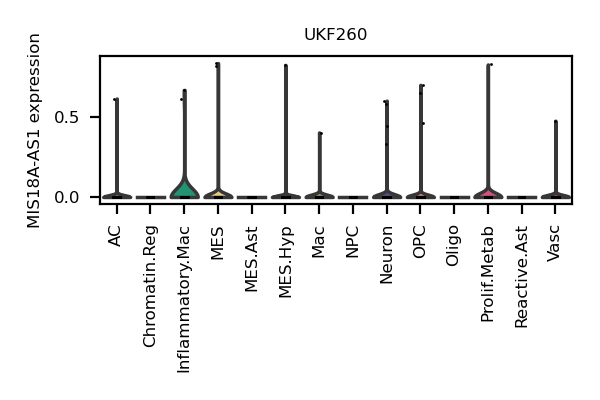 UKF260
MIS18A-AS1 expression
0.5
0.0
AC
Chromatin.Reg
Inflammatory.Mac
MES
MES.Ast
MES.Hyp
Mac
NPC
Neuron
OPC
Oligo
Prolif.Metab
Reactive.Ast
Vasc